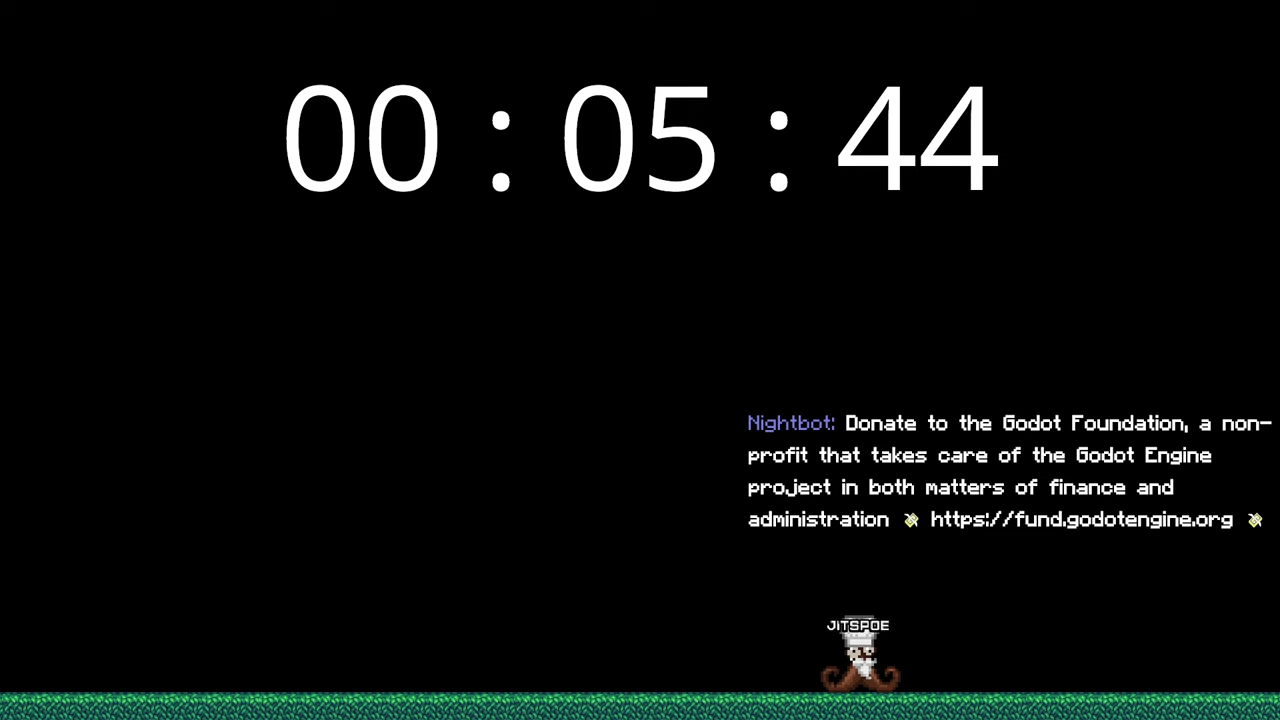 00 : 05 : 44
Nightbot: Donate to the Godot Foundation, a non-
profit that takes care of the Godot Engine
project in both matters of finance and
administration 💸 https://fund.godotengine.org 💸
JITSPOE